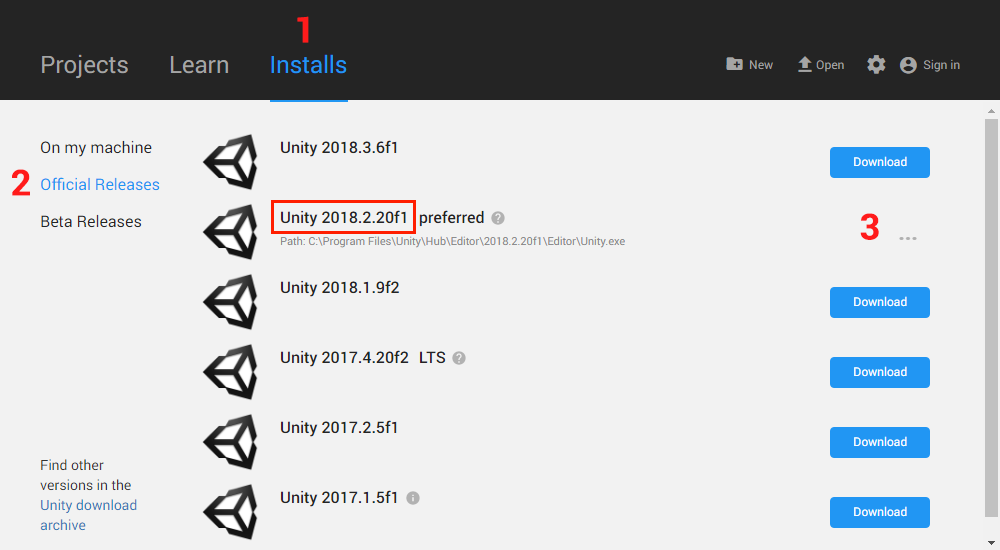 1
Projects Learn Installs New Open Sign in
On my machine
2 Official Releases
Beta Releases
Unity 2018.3.6f1 Download
Unity 2018.2.20f1 preferred ?
Path: C:\Program Files\Unity\Hub\Editor\2018.2.20f1\Editor\Unity.exe
3 ...
Unity 2018.1.9f2 Download
Unity 2017.4.20f2 LTS ? Download
Unity 2017.2.5f1 Download
Unity 2017.1.5f1 i Download
Find other
versions in the
Unity download
archive